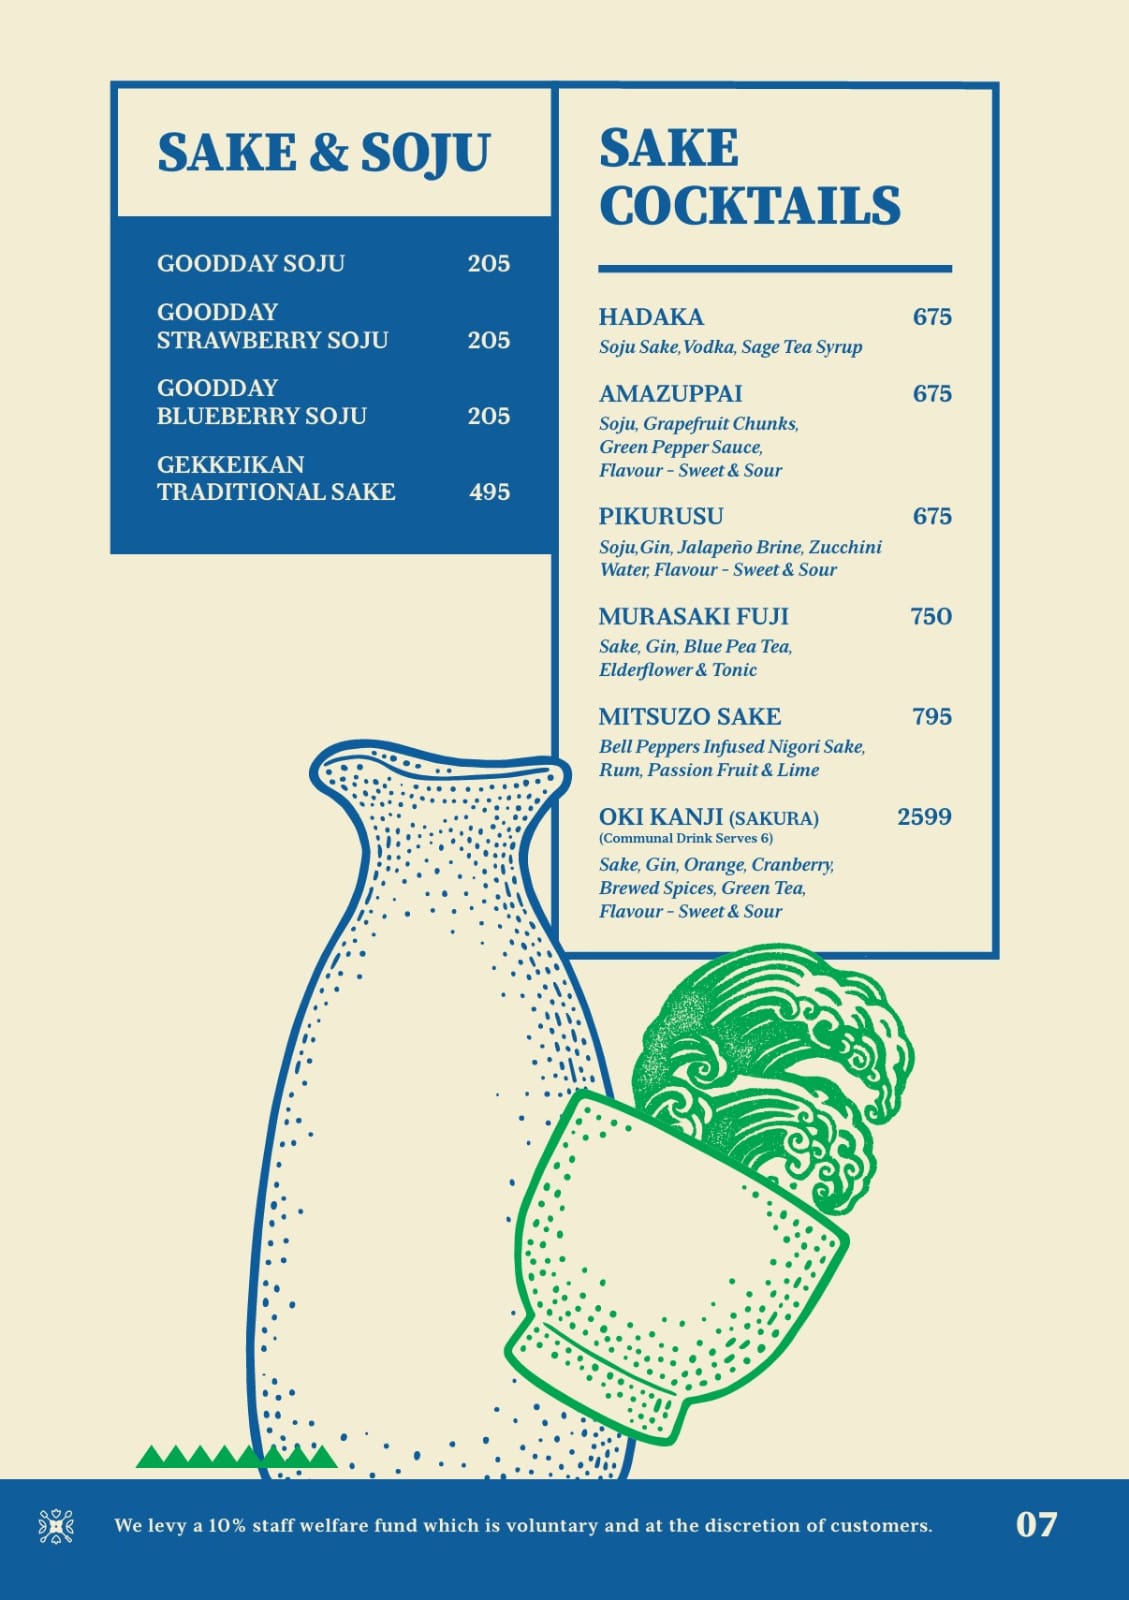 SAKE & SOJU
GOODDAY SOJU 205
GOODDAY
STRAWBERRY SOJU 205
GOODDAY
BLUEBERRY SOJU 205
GEKKEIKAN
TRADITIONAL SAKE 495
SAKE
COCKTAILS
HADAKA 675
Soju Sake,Vodka, Sage Tea Syrup
AMAZUPPAI 675
Soju, Grapefruit Chunks,
Green Pepper Sauce,
Flavour - Sweet & Sour
PIKURUSU 675
Soju,Gin, Jalapeño Brine, Zucchini
Water, Flavour - Sweet & Sour
MURASAKI FUJI 750
Sake, Gin, Blue Pea Tea,
Elderflower & Tonic
MITSUZO SAKE 795
Bell Peppers Infused Nigori Sake,
Rum, Passion Fruit & Lime
OKI KANJI (SAKURA) 2599
(Communal Drink Serves 6)
Sake, Gin, Orange, Cranberry,
Brewed Spices, Green Tea,
Flavour - Sweet & Sour
We levy a 10% staff welfare fund which is voluntary and at the discretion of customers.
07